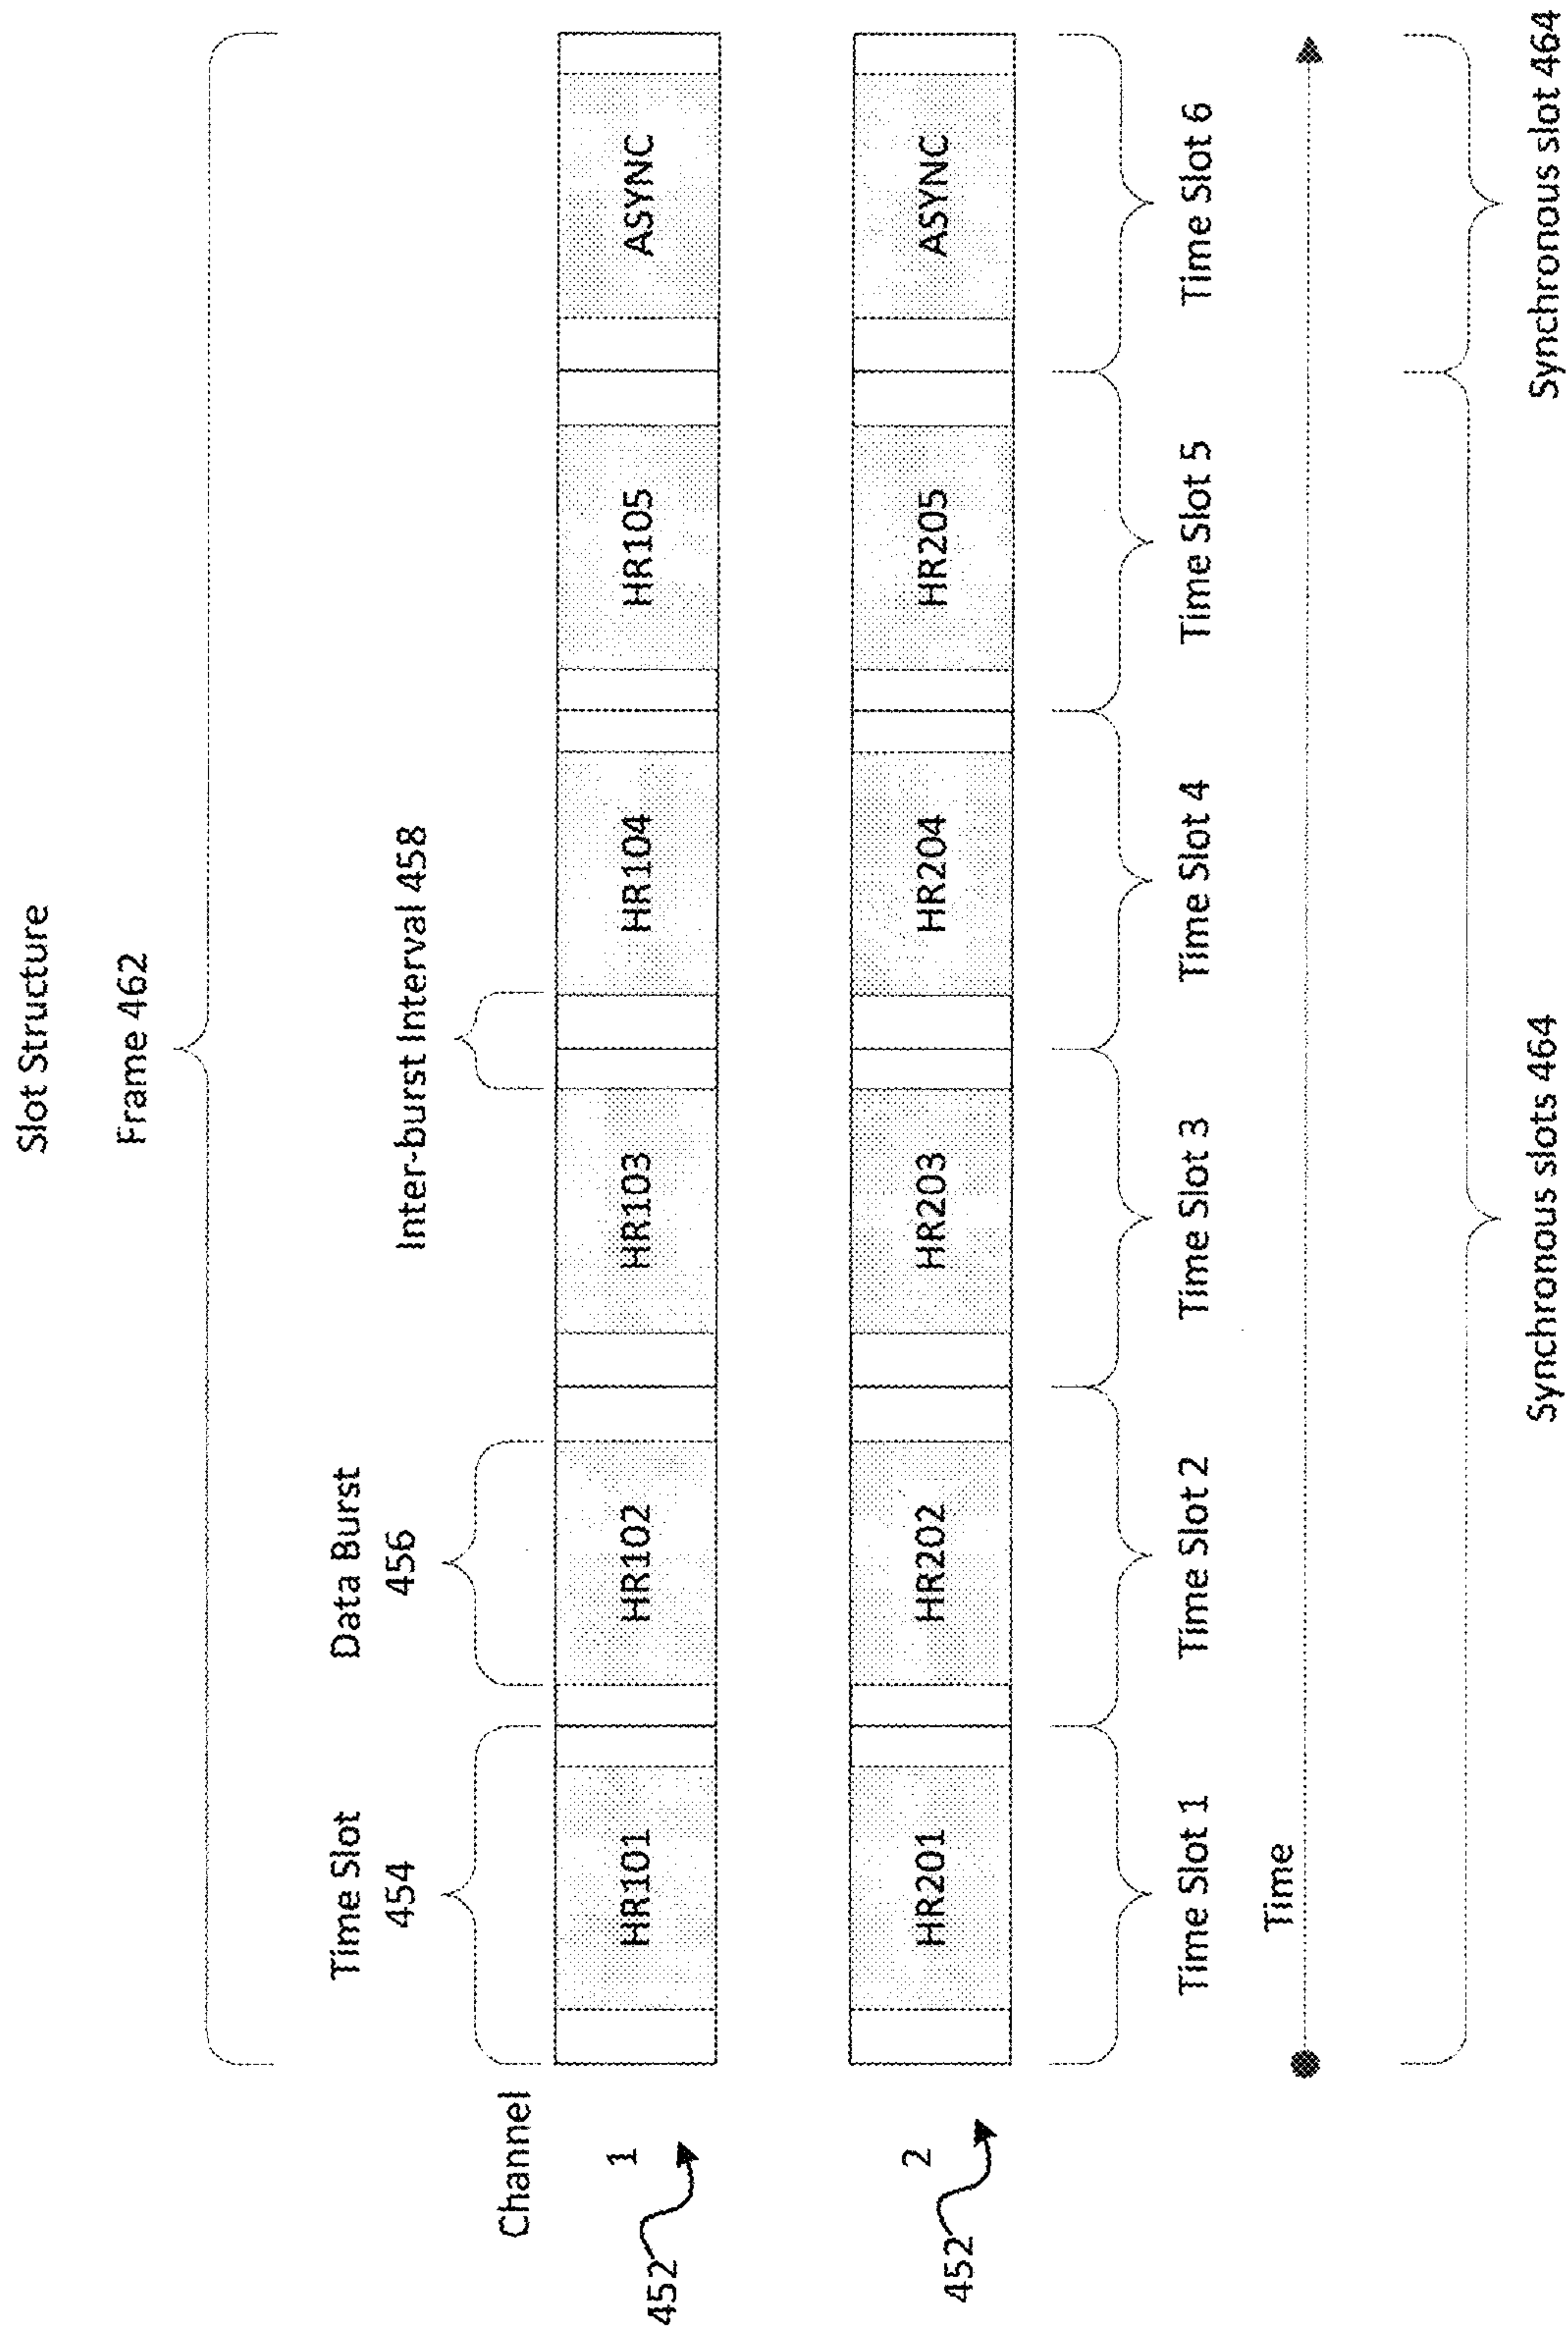 Slot Structure
Frame 462
Inter-burst Interval 458
Time Slot
454
Data Burst
456
Channel
1
452
HR101
HR102
HR103
HR104
HR105
ASYNC
2
452
HR201
HR202
HR203
HR204
HR205
ASYNC
Time Slot 1
Time Slot 2
Time Slot 3
Time Slot 4
Time Slot 5
Time Slot 6
Time
Synchronous slots 464
Synchronous slot 464